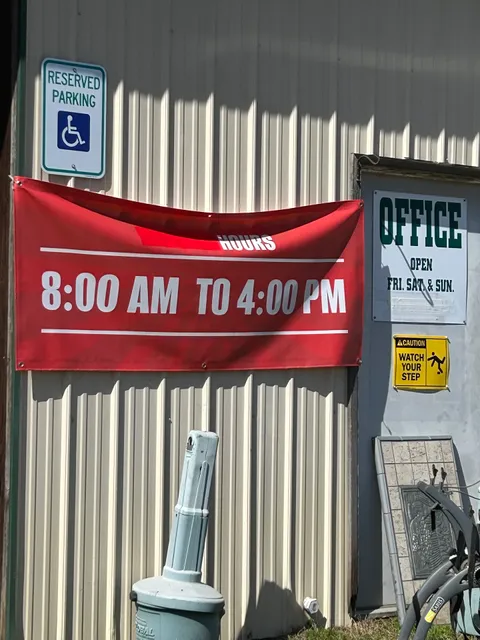 RESERVED
PARKING
HOURS
8:00 AM TO 4:00 PM
OFFICE
OPEN
FRI. SAT. & SUN.
CAUTION
WATCH
YOUR
STEP